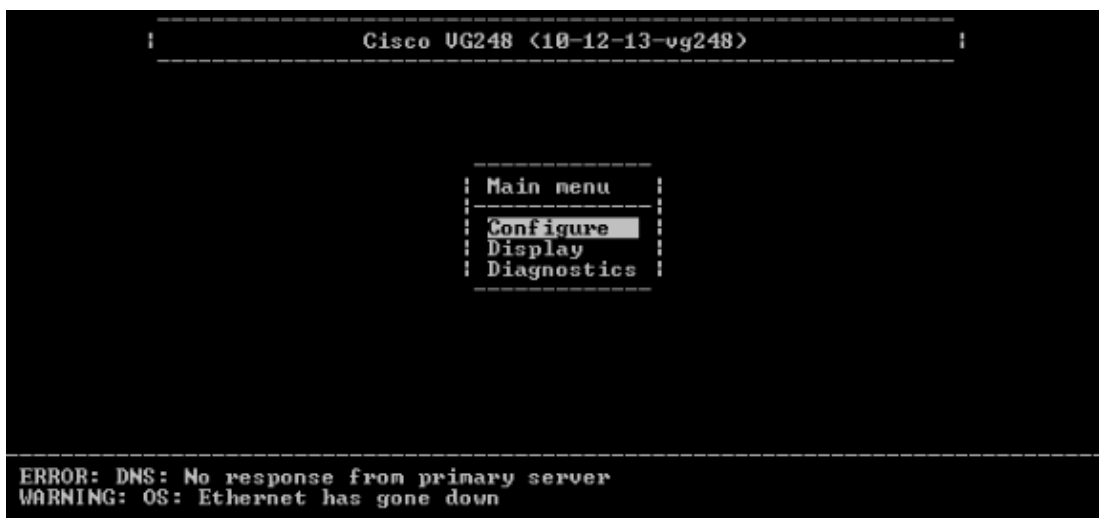 Cisco VG248 (10-12-13-vg248)
Main menu
Configure
Display
Diagnostics
ERROR: DNS: No response from primary server
WARNING: OS: Ethernet has gone down